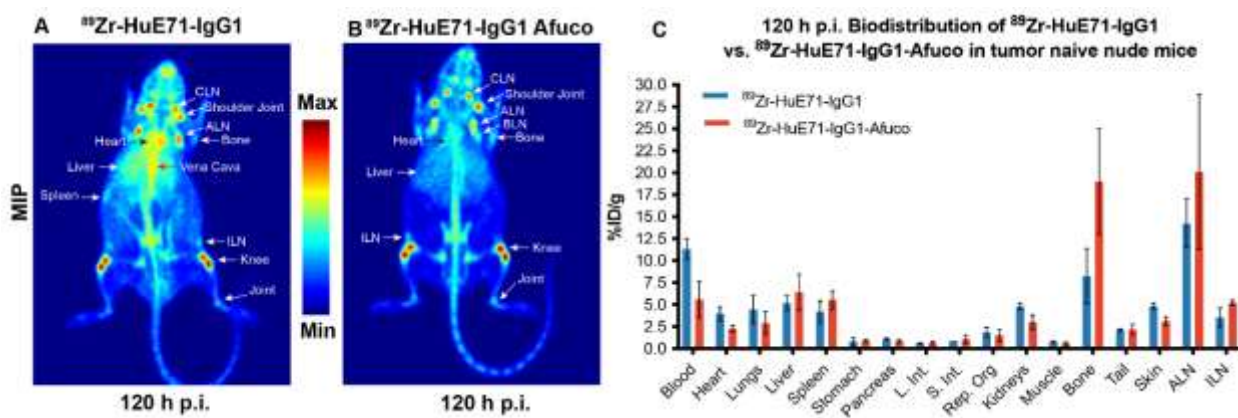 A
⁸⁹Zr-HuE71-IgG1
CLN
Shoulder Joint
ALN
Bone
Heart
Liver
Vena Cava
Spleen
MIP
ILN
Knee
Joint
120 h p.i.
Max
Min
B ⁸⁹Zr-HuE71-IgG1 Afuco
CLN
Shoulder Joint
ALN
BLN
Bone
Heart
Liver
ILN
Knee
Joint
120 h p.i.
C
120 h p.i. Biodistribution of ⁸⁹Zr-HuE71-IgG1
vs. ⁸⁹Zr-HuE71-IgG1-Afuco in tumor naive nude mice
⁸⁹Zr-HuE71-IgG1
⁸⁹Zr-HuE71-IgG1-Afuco
%ID/g
30.0
27.5
25.0
22.5
20.0
17.5
15.0
12.5
10.0
7.5
5.0
2.5
0.0
Blood
Heart
Lungs
Liver
Spleen
Stomach
Pancreas
L. Int.
S. Int.
Rep. Org
Kidneys
Muscle
Bone
Tail
Skin
ALN
ILN